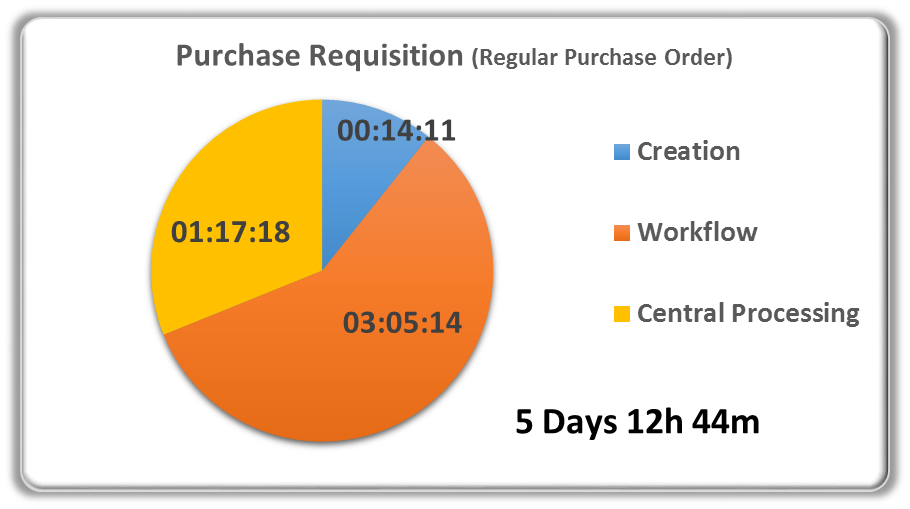 Purchase Requisition (Regular Purchase Order)
00:14:11
Creation
01:17:18
Workflow
03:05:14
Central Processing
5 Days 12h 44m